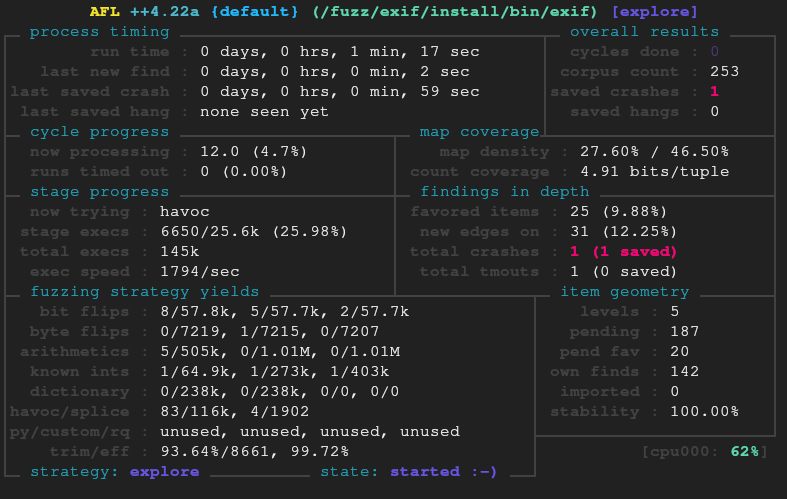 AFL ++4.22a {default} (/fuzz/exif/install/bin/exif) [explore]
process timing overall results
run time : 0 days, 0 hrs, 1 min, 17 sec cycles done : 0
last new find : 0 days, 0 hrs, 0 min, 2 sec corpus count : 253
last saved crash : 0 days, 0 hrs, 0 min, 59 sec saved crashes : 1
last saved hang : none seen yet saved hangs : 0
cycle progress map coverage
now processing : 12.0 (4.7%) map density : 27.60% / 46.50%
runs timed out : 0 (0.00%) count coverage : 4.91 bits/tuple
stage progress findings in depth
now trying : havoc favored items : 25 (9.88%)
stage execs : 6650/25.6k (25.98%) new edges on : 31 (12.25%)
total execs : 145k total crashes : 1 (1 saved)
exec speed : 1794/sec total tmouts : 1 (0 saved)
fuzzing strategy yields item geometry
bit flips : 8/57.8k, 5/57.7k, 2/57.7k levels : 5
byte flips : 0/7219, 1/7215, 0/7207 pending : 187
arithmetics : 5/505k, 0/1.01M, 0/1.01M pend fav : 20
known ints : 1/64.9k, 1/273k, 1/403k own finds : 142
dictionary : 0/238k, 0/238k, 0/0, 0/0 imported : 0
havoc/splice : 83/116k, 4/1902 stability : 100.00%
py/custom/rq : unused, unused, unused, unused
trim/eff : 93.64%/8661, 99.72% [cpu000: 62%]
strategy: explore state: started :-)